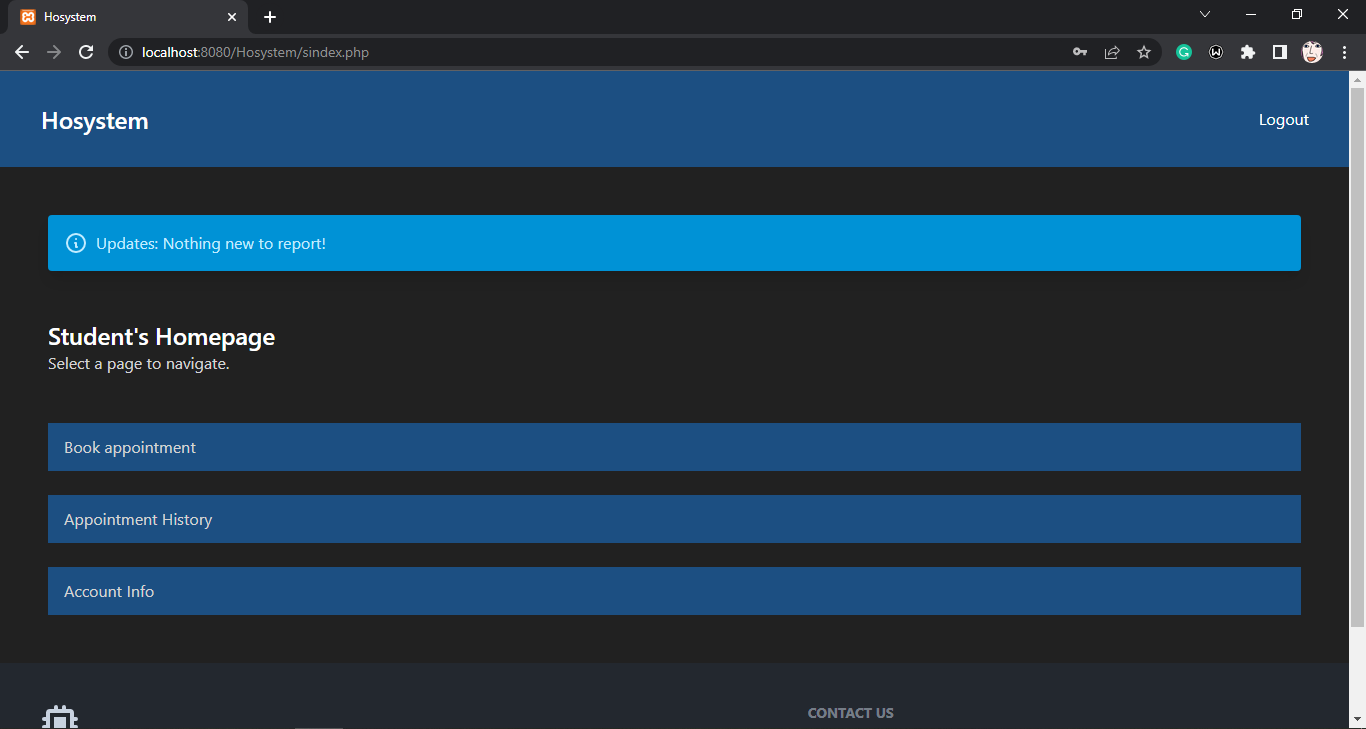 Hosystem
localhost:8080/Hosystem/sindex.php
Hosystem
Logout
Updates: Nothing new to report!
Student's Homepage
Select a page to navigate.
Book appointment
Appointment History
Account Info
CONTACT US